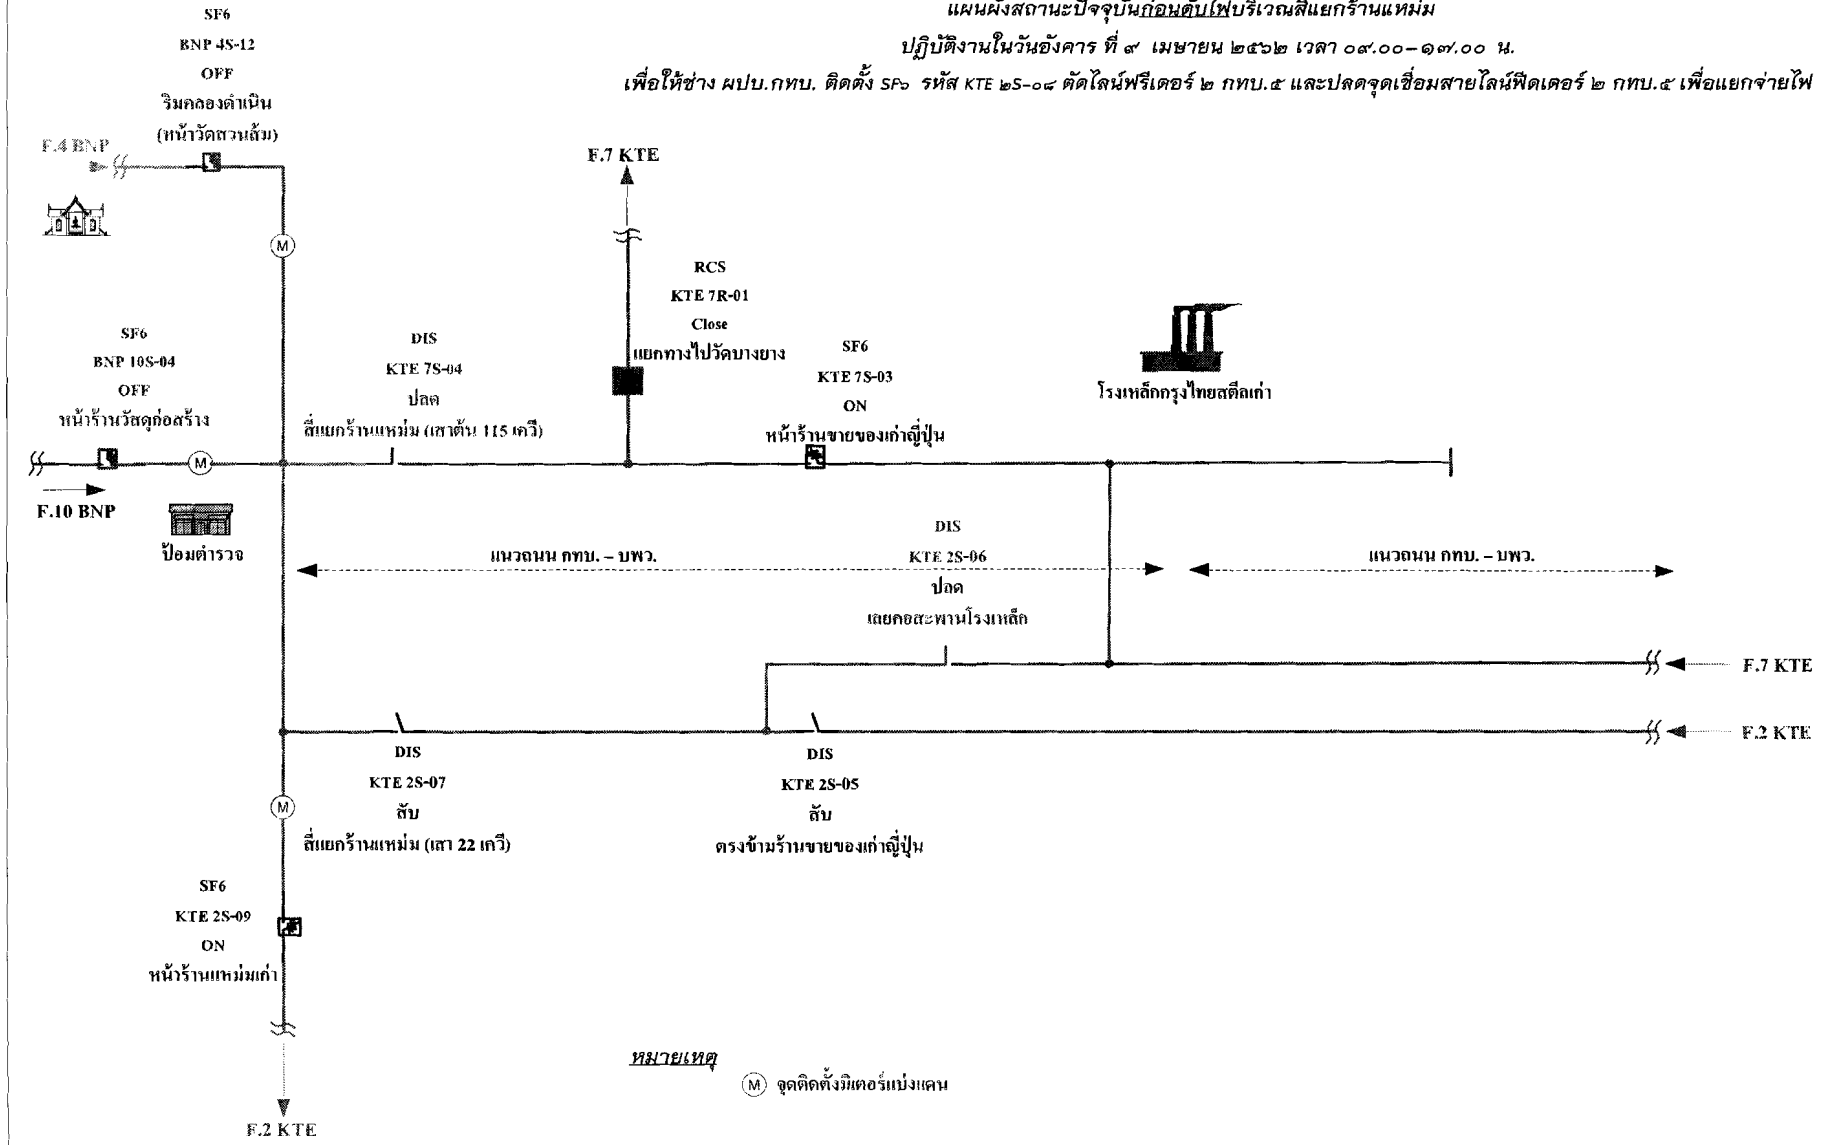 แผนผังสถานะปัจจุบันก่อนดับไฟบริเวณสี่แยกร้านแหม่ม
ปฏิบัติงานในวันอังคาร ที่ ๙ เมษายน ๒๕๖๒ เวลา ๐๙.๐๐-๑๗.๐๐ น.
เพื่อให้ช่าง ผปบ.กทบ. ติดตั้ง SF๖ รหัส KTE ๒S-๐๘ ตัดไลน์ฟรีเดอร์ ๒ กทบ.๕ และปลดจุดเชื่อมสายไลน์ฟีดเดอร์ ๒ กทบ.๕ เพื่อแยกจ่ายไฟ
SF6
BNP 4S-12
OFF
ริมคลองดำเนิน
(หน้าวัดสวนส้ม)
F.4 BNP
M
F.7 KTE
RCS
KTE 7R-01
Close
แยกทางไปวัดบางยาง
SF6
BNP 10S-04
OFF
หน้าร้านวัสดุก่อสร้าง
M
F.10 BNP
ป้อมตำรวจ
DIS
KTE 7S-04
ปลด
สี่แยกร้านแหม่ม (เสาต้น 115 เควี)
SF6
KTE 7S-03
ON
หน้าร้านขายของเก่าญี่ปุ่น
โรงเหล็กกรุงไทยสตีลเก่า
แนวถนน กทบ. – บพว.
แนวถนน กทบ. – บพว.
DIS
KTE 2S-06
ปลด
เลยคอสะพานโรงเหล็ก
F.7 KTE
F.2 KTE
DIS
KTE 2S-07
สับ
สี่แยกร้านแหม่ม (เสา 22 เควี)
DIS
KTE 2S-05
สับ
ตรงข้ามร้านขายของเก่าญี่ปุ่น
M
SF6
KTE 2S-09
ON
หน้าร้านแหม่มเก่า
F.2 KTE
หมายเหตุ
M จุดติดตั้งมิเตอร์แบ่งแดน